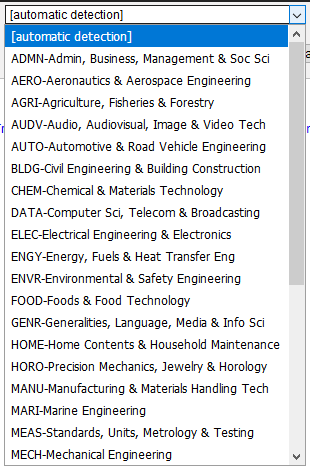 [automatic detection]
[automatic detection]
ADMN-Admin, Business, Management & Soc Sci
AERO-Aeronautics & Aerospace Engineering
AGRI-Agriculture, Fisheries & Forestry
AUDV-Audio, Audiovisual, Image & Video Tech
AUTO-Automotive & Road Vehicle Engineering
BLDG-Civil Engineering & Building Construction
CHEM-Chemical & Materials Technology
DATA-Computer Sci, Telecom & Broadcasting
ELEC-Electrical Engineering & Electronics
ENGY-Energy, Fuels & Heat Transfer Eng
ENVR-Environmental & Safety Engineering
FOOD-Foods & Food Technology
GENR-Generalities, Language, Media & Info Sci
HOME-Home Contents & Household Maintenance
HORO-Precision Mechanics, Jewelry & Horology
MANU-Manufacturing & Materials Handling Tech
MARI-Marine Engineering
MEAS-Standards, Units, Metrology & Testing
MECH-Mechanical Engineering